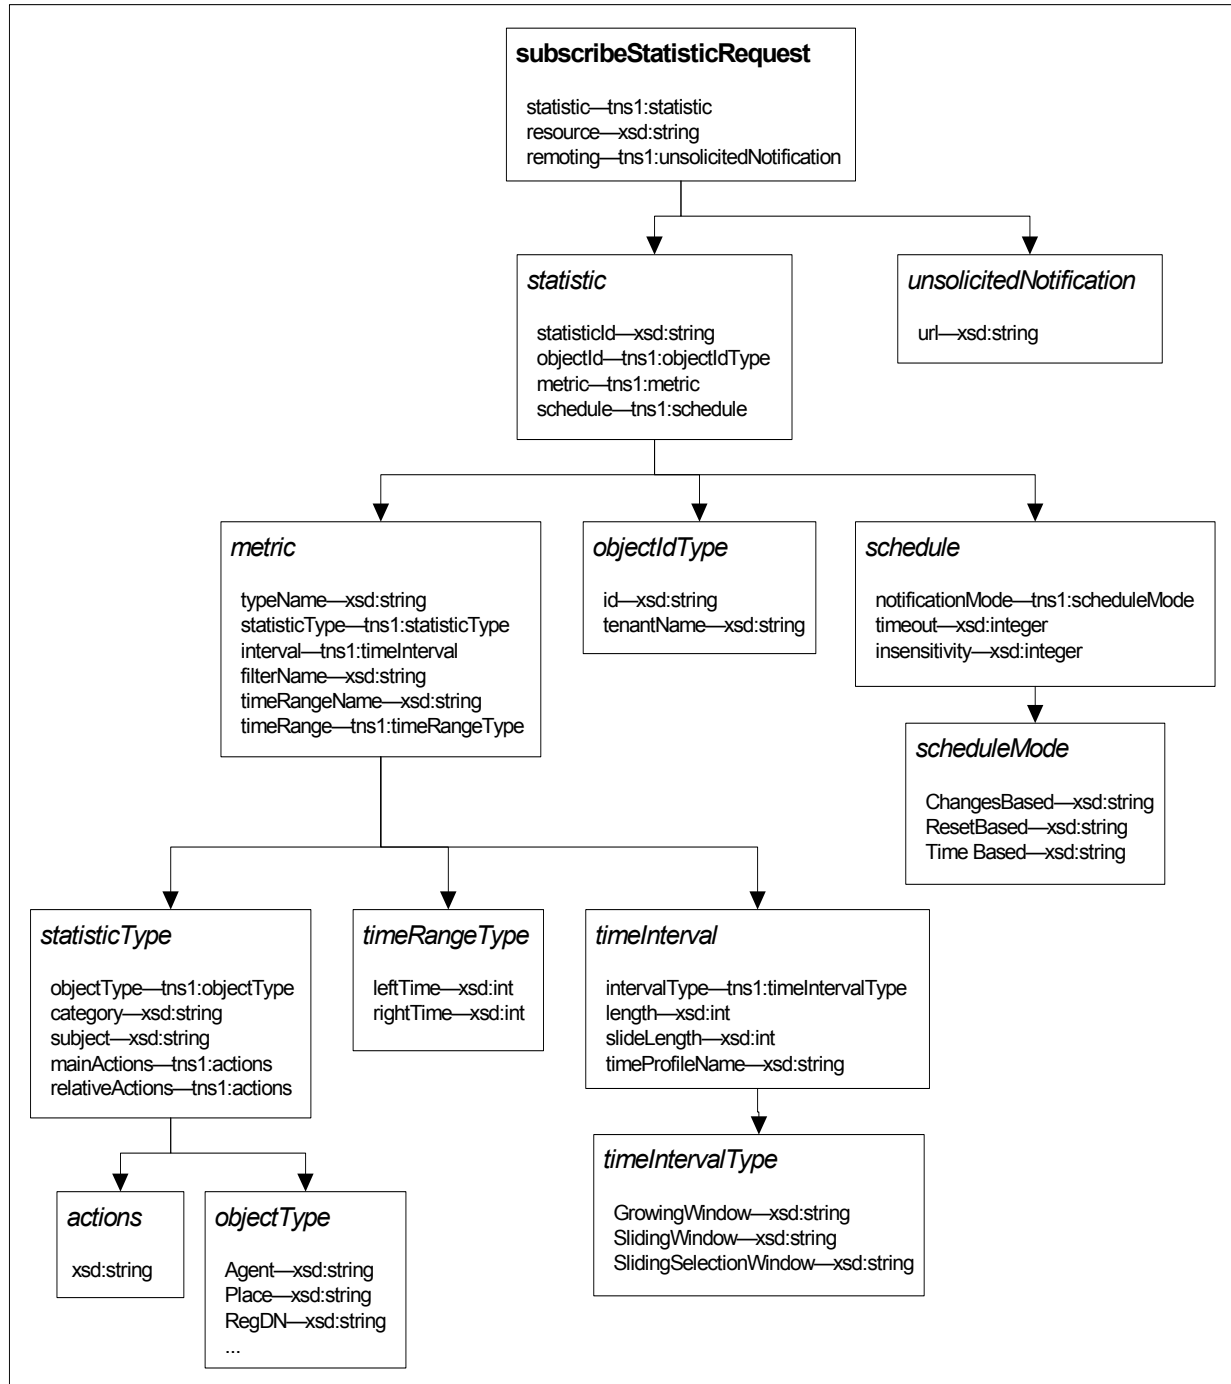 subscribeStatisticRequest
statistic—tns1:statistic
resource—xsd:string
remoting—tns1:unsolicitedNotification
statistic
statisticId—xsd:string
objectId—tns1:objectIdType
metric—tns1:metric
schedule—tns1:schedule
unsolicitedNotification
url—xsd:string
metric
typeName—xsd:string
statisticType—tns1:statisticType
interval—tns1:timeInterval
filterName—xsd:string
timeRangeName—xsd:string
timeRange—tns1:timeRangeType
objectIdType
id—xsd:string
tenantName—xsd:string
schedule
notificationMode—tns1:scheduleMode
timeout—xsd:integer
insensitivity—xsd:integer
scheduleMode
ChangesBased—xsd:string
ResetBased—xsd:string
Time Based—xsd:string
statisticType
objectType—tns1:objectType
category—xsd:string
subject—xsd:string
mainActions—tns1:actions
relativeActions—tns1:actions
timeRangeType
leftTime—xsd:int
rightTime—xsd:int
timeInterval
intervalType—tns1:timeIntervalType
length—xsd:int
slideLength—xsd:int
timeProfileName—xsd:string
actions
xsd:string
objectType
Agent—xsd:string
Place—xsd:string
RegDN—xsd:string
...
timeIntervalType
GrowingWindow—xsd:string
SlidingWindow—xsd:string
SlidingSelectionWindow—xsd:string